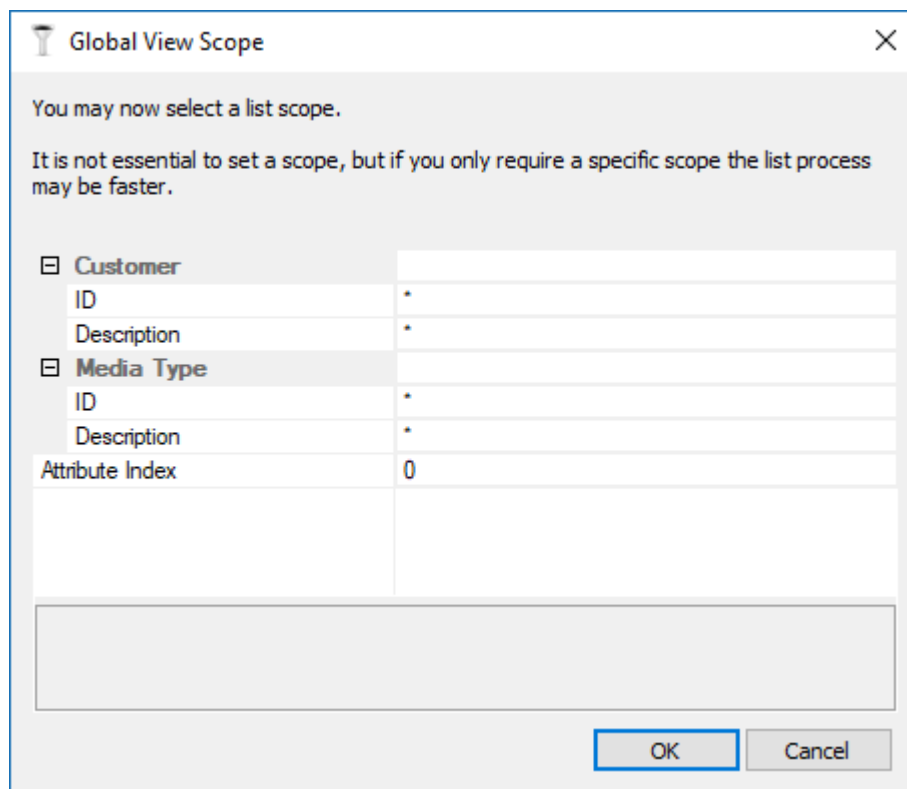 Global View Scope
You may now select a list scope.
It is not essential to set a scope, but if you only require a specific scope the list process
may be faster.
Customer
ID *
Description *
Media Type
ID *
Description *
Attribute Index 0
OK Cancel